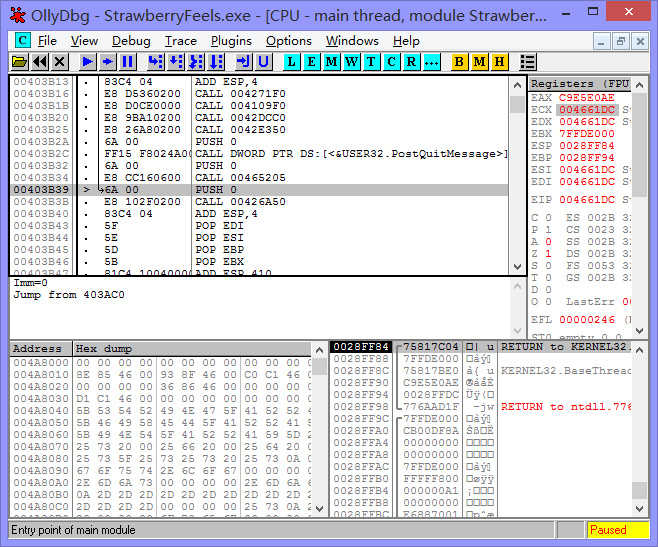 OllyDbg - StrawberryFeels.exe - [CPU - main thread, module Strawber...
C File View Debug Trace Plugins Options Windows Help
L E M W T C R ... B M H
00403B13 . 83C4 04 ADD ESP,4
00403B16 . E8 D5360200 CALL 004271F0
00403B1B . E8 D0CE0000 CALL 004109F0
00403B20 . E8 9BA10200 CALL 0042DCC0
00403B25 . E8 26A80200 CALL 0042E350
00403B2A . 6A 00 PUSH 0
00403B2C . FF15 F8024A00 CALL DWORD PTR DS:[<&USER32.PostQuitMessage>]
00403B32 . 6A 00 PUSH 0
00403B34 . E8 CC160600 CALL 00465205
00403B39 > 6A 00 PUSH 0
00403B3B . E8 102F0200 CALL 00426A50
00403B40 . 83C4 04 ADD ESP,4
00403B43 . 5F POP EDI
00403B44 . 5E POP ESI
00403B45 . 5D POP EBP
00403B46 . 5B POP EBX
00403B47 . 81C4 10040000 ADD ESP,410
Imm=0
Jump from 403AC0
Registers (FPU
EAX C9E5E0AE
ECX 004661DC
EDX 004661DC
EBX 7FFDE000
ESP 0028FF84
EBP 0028FF94
ESI 004661DC
EDI 004661DC
EIP 004661DC
C 0 ES 002B 32
P 1 CS 0023 32
A 0 SS 002B 32
Z 1 DS 002B 32
S 0 FS 0053 32
T 0 GS 002B 32
D 0
O 0 LastErr
EFL 00000246
ST0 empty 0.0
Address Hex dump
004A8000 00 00 00 00 00 00 00 00 00 00
004A8010 8E 85 46 00 93 8F 46 00 C0 C1 46
004A8020 00 00 00 00 36 86 46 00 00 00 00
004A8030 D1 C1 46 00 00 00 00 00 00 00 00
004A8040 5B 53 54 52 49 4E 47 5F 41 52 52
004A8050 5B 46 49 58 45 44 5F 41 52 52 41
004A8060 5B 49 4E 54 5F 41 52 52 41 59 5D
004A8070 25 73 20 00 25 66 20 00 25 64 20
004A8080 25 73 5F 25 73 25 73 20 25 73 0A
004A8090 67 6F 75 74 2E 6C 6F 67 00 00 00
004A80A0 2E 6D 6A 73 00 00 00 00 00 00 00
004A80B0 0A 2D 2D 2D 2D 2D 2D 2D 2D 2D 2D
004A80C0 2D 2D 2D 2D 00 00 00 00 25 73 0A
0028FF84 75817C04 RETURN to KERNEL32.
0028FF88 7FFDE000
0028FF8C 75817BE0 KERNEL32.BaseThread
0028FF90 C9E5E0AE
0028FF94 0028FFDC
0028FF98 776AAD1F RETURN to ntdll.776
0028FF9C 7FFDE000
0028FFA0 CB00DF8A
0028FFA4 00000000
0028FFA8 00000000
0028FFAC 7FFDE000
0028FFB0 FFFFF800
0028FFB4 000000A1
0028FFB8 00000000
0028FFBC E6887001
Entry point of main module Paused